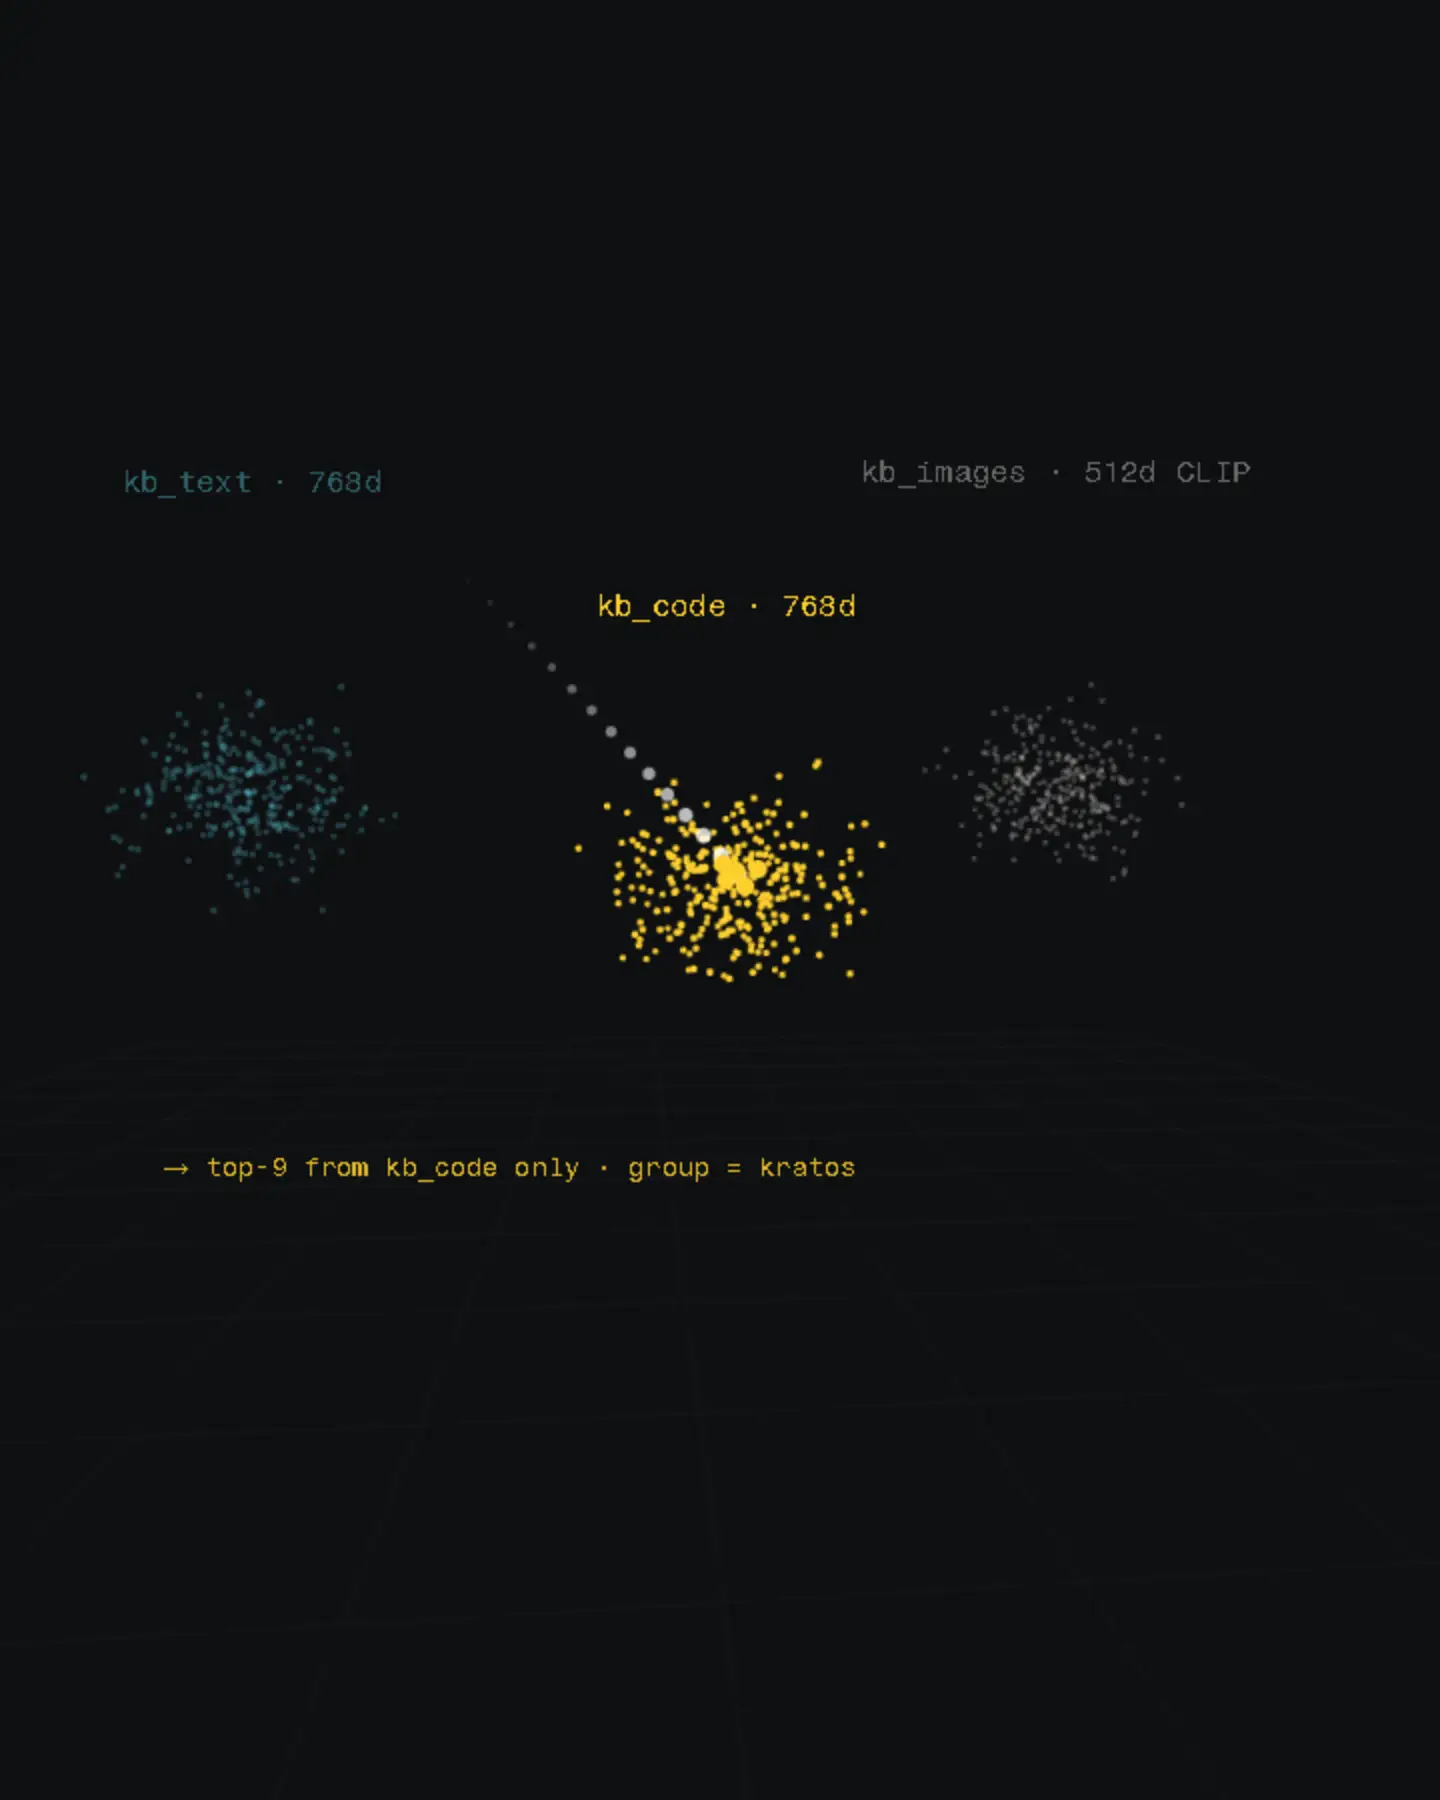 kb_text · 768d
kb_images · 512d CLIP
kb_code · 768d
→ top-9 from kb_code only · group = kratos